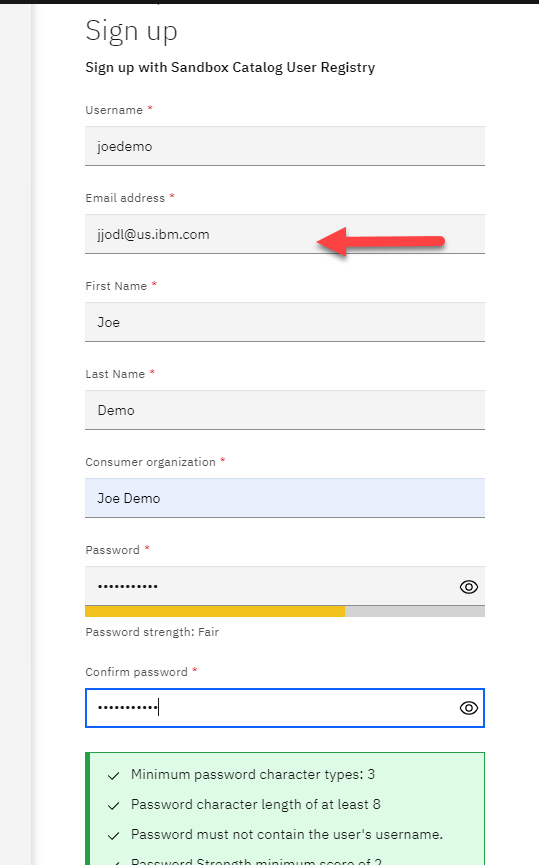 Sign up
Sign up with Sandbox Catalog User Registry
Username *
joedemo
Email address *
jjodl@us.ibm.com
First Name *
Joe
Last Name *
Demo
Consumer organization *
Joe Demo
Password *
•••••••••••
Password strength: Fair
Confirm password *
•••••••••••
Minimum password character types: 3
Password character length of at least 8
Password must not contain the user's username.
Password Strength minimum score of 2